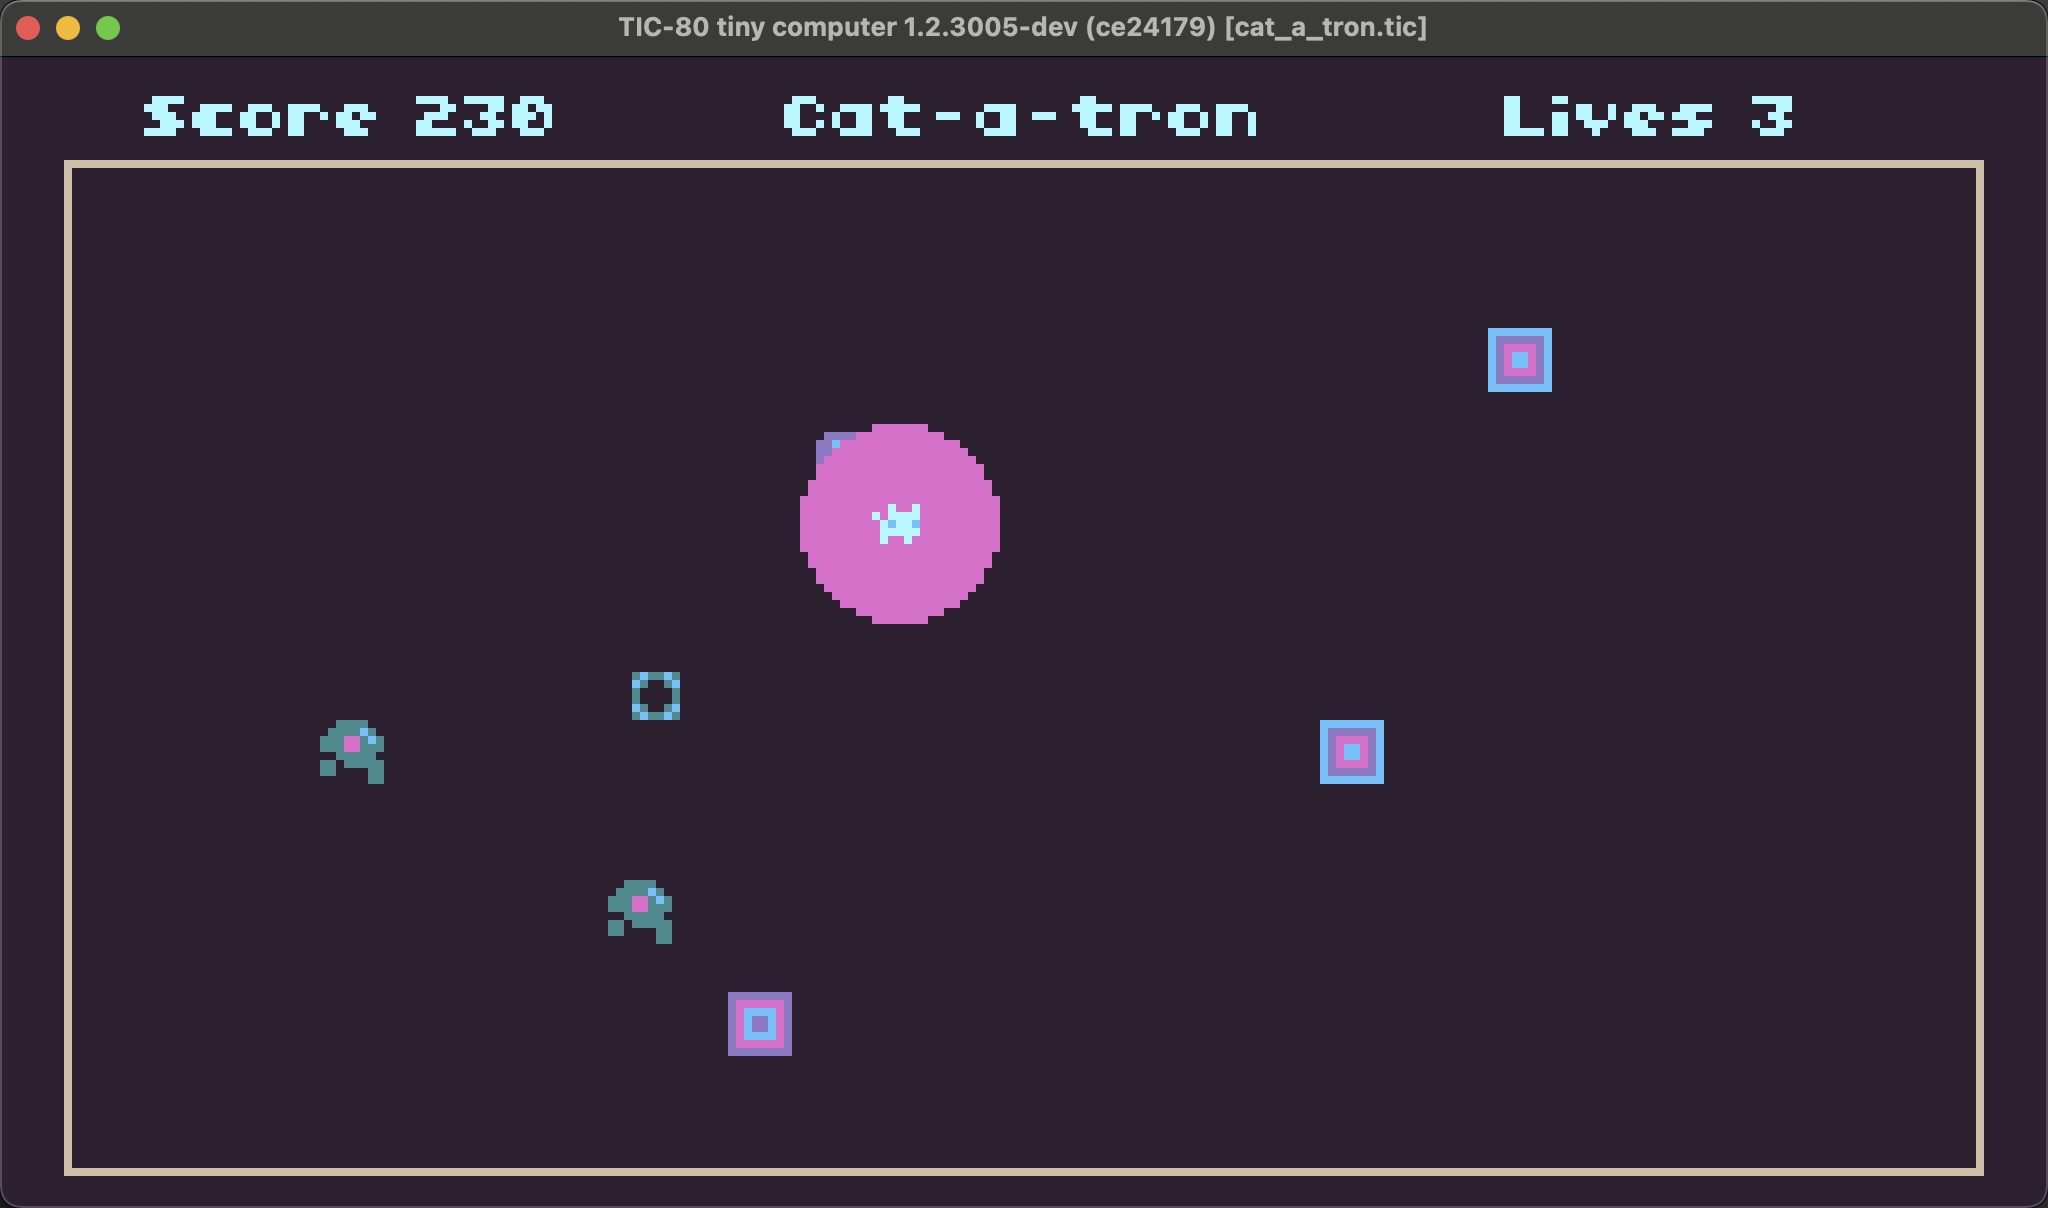 TIC-80 tiny computer 1.2.3005-dev (ce24179) [cat_a_tron.tic]
Score 230 Cat-a-tron Lives 3